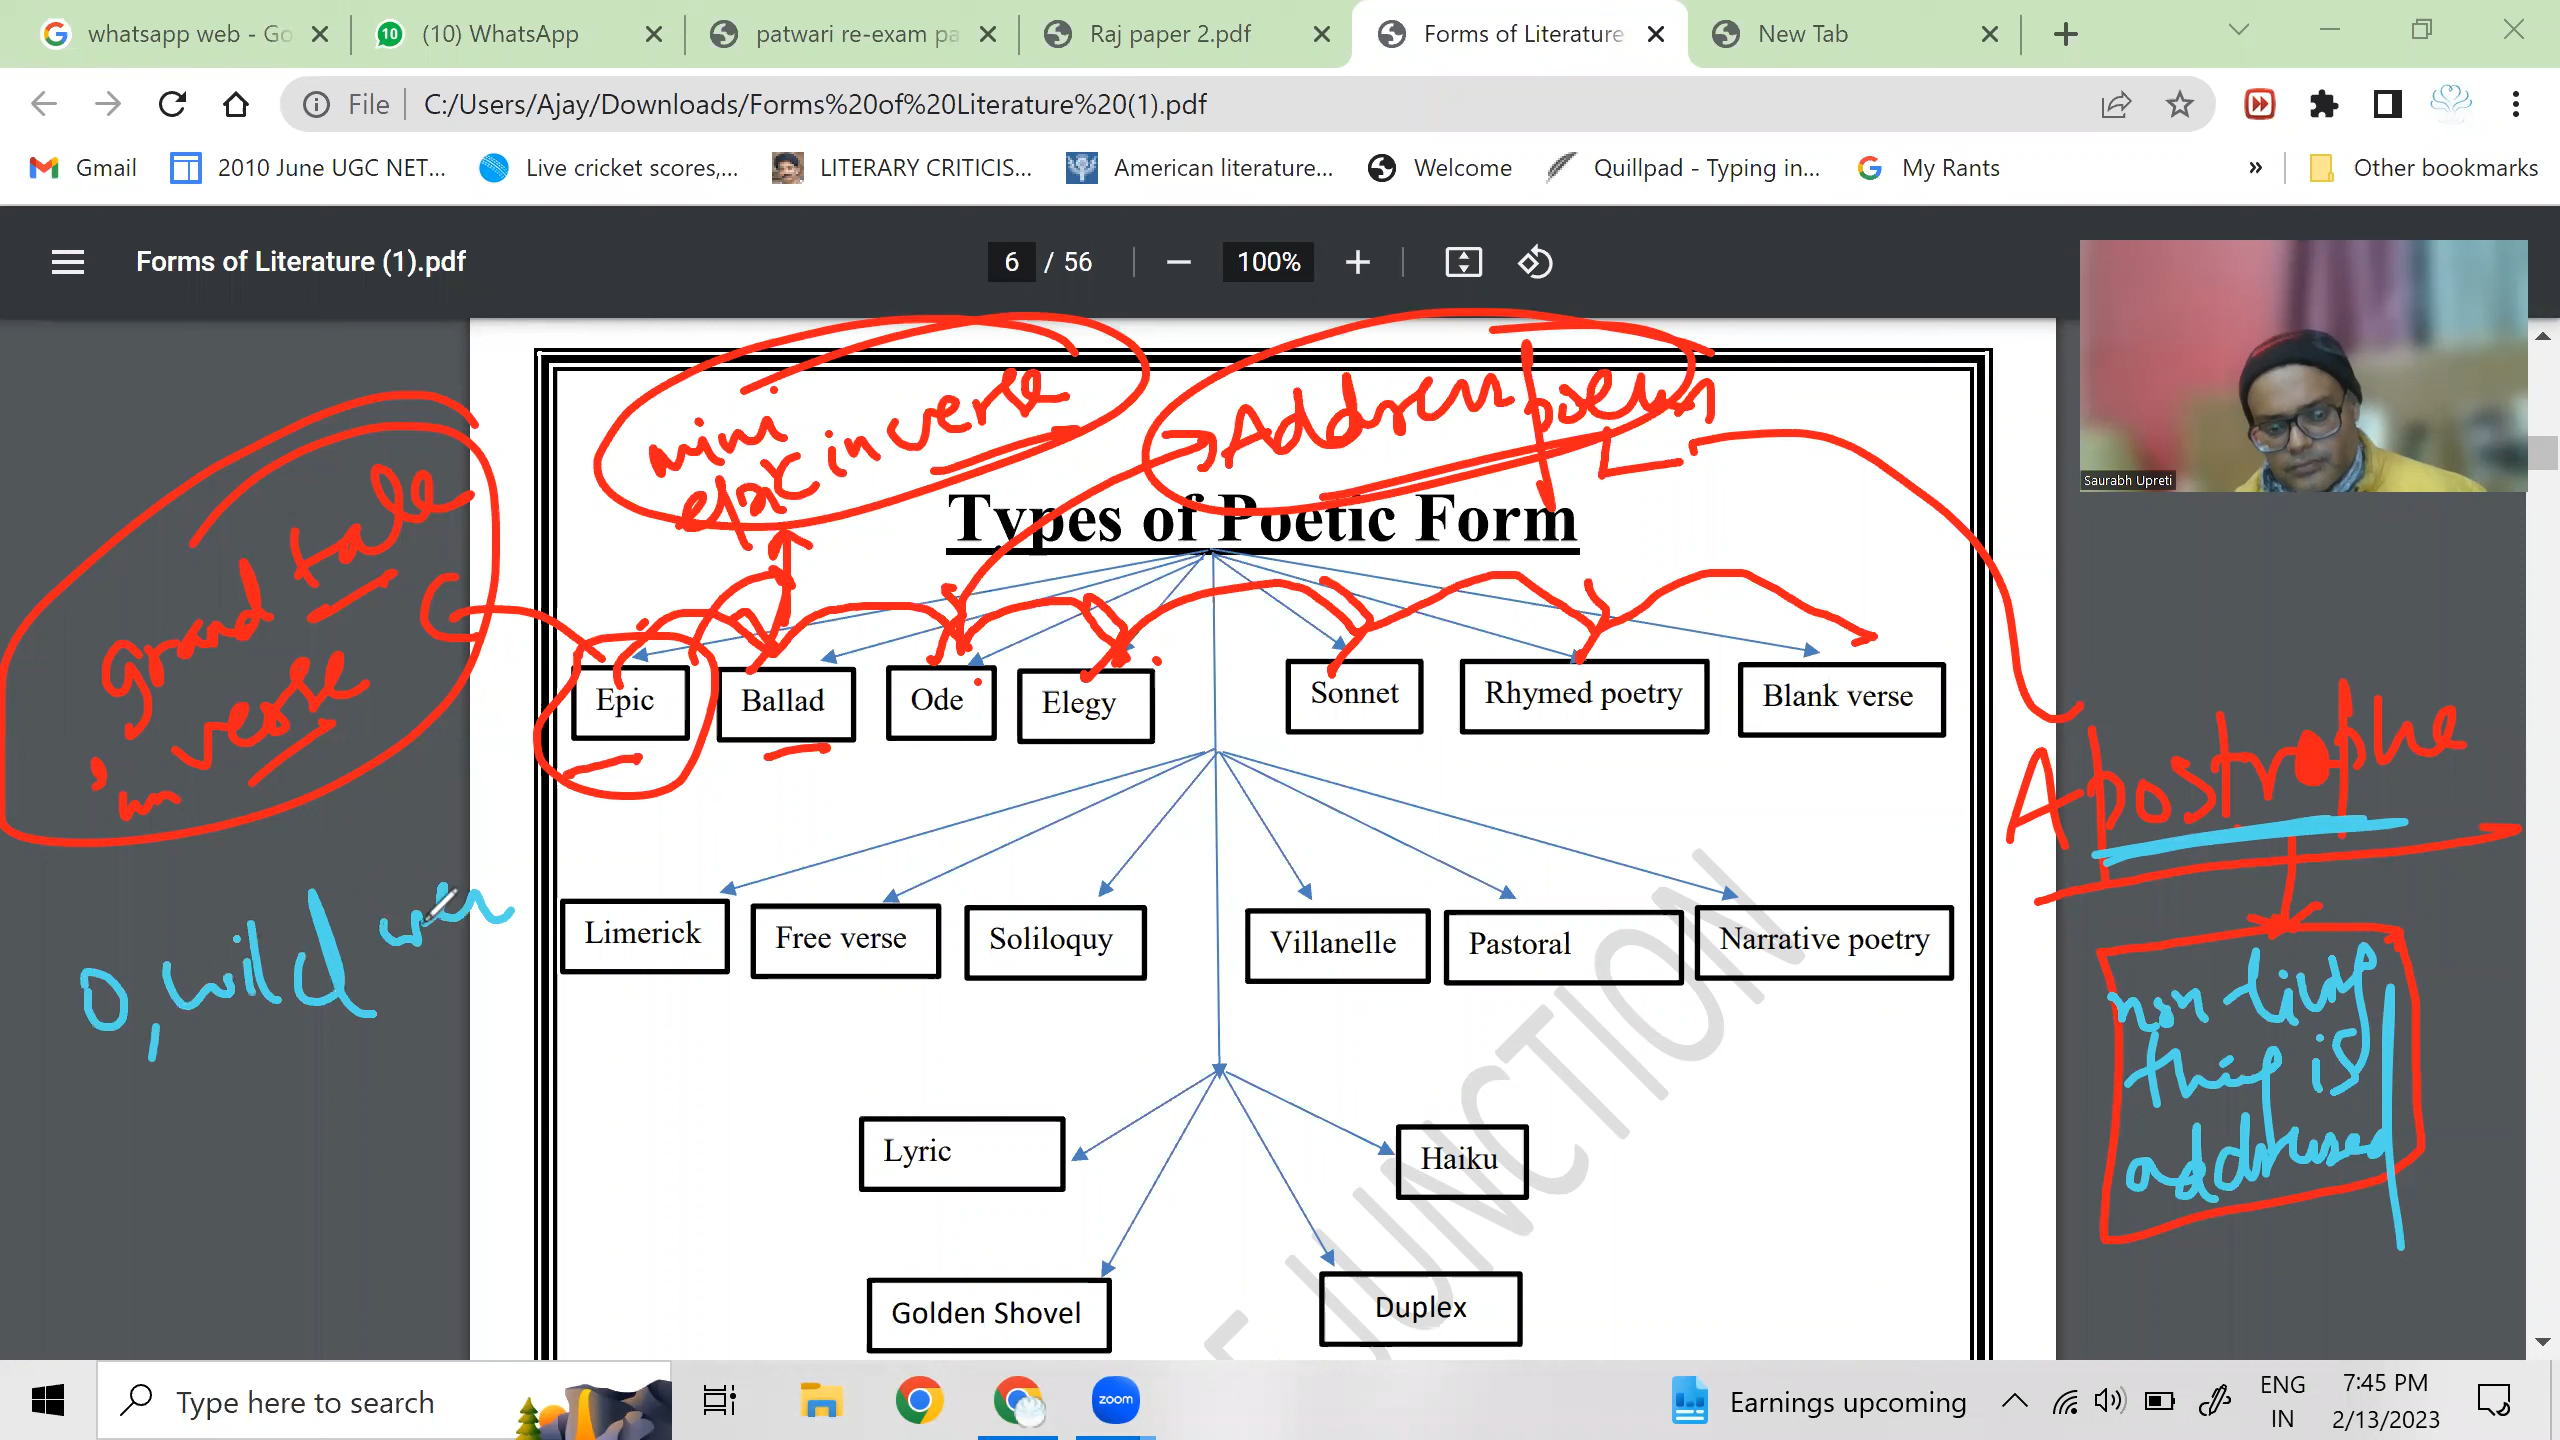 whatsapp web - Go
(10) WhatsApp
patwari re-exam pa
Raj paper 2.pdf
Forms of Literature
New Tab
File
C:/Users/Ajay/Downloads/Forms%20of%20Literature%20(1).pdf
Gmail
2010 June UGC NET...
Live cricket scores,...
LITERARY CRITICIS...
American literature...
Welcome
Quillpad - Typing in...
My Rants
»
Other bookmarks
Forms of Literature (1).pdf
6 / 56
100%
Saurabh Upreti
mini
epic in verse
Address poem
Types of Poetic Form
grand tale
in verse
Epic
Ballad
Ode
Elegy
Sonnet
Rhymed poetry
Blank verse
Apostrophe
O, wild
Limerick
Free verse
Soliloquy
Villanelle
Pastoral
Narrative poetry
non-living
thing is
addressed
Lyric
Haiku
Golden Shovel
Duplex
JUNCTION
Type here to search
zoom
Earnings upcoming
ENG
IN
7:45 PM
2/13/2023